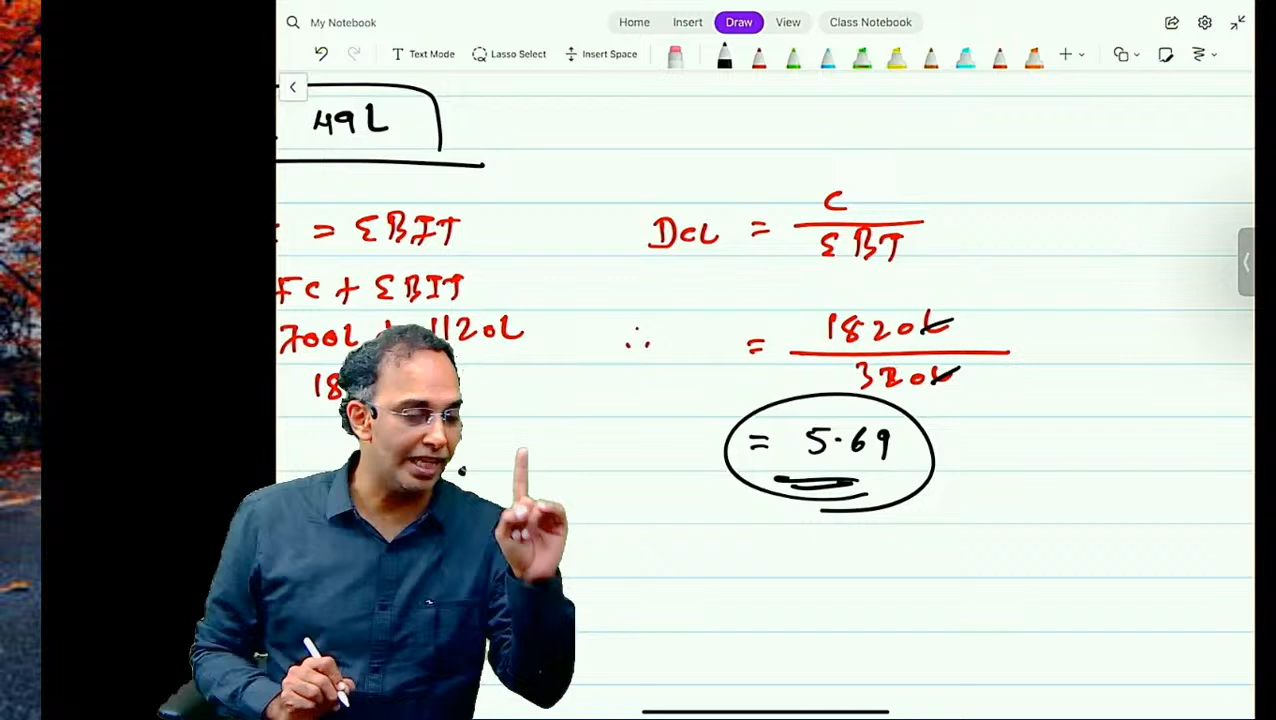 My Notebook
Home Insert Draw View Class Notebook
Text Mode Lasso Select Insert Space
49L
= EBIT
FC + EBIT
700L + 1120L
18
DCL = C / EBT
∴ = 1820L / 320L
= 5.69